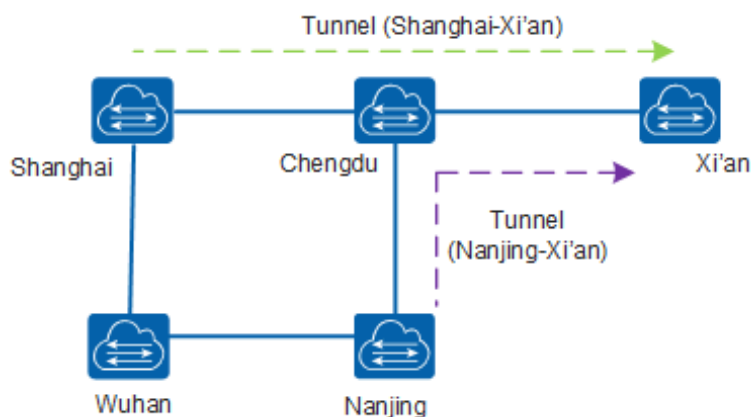 Tunnel (Shanghai-Xi'an)
Shanghai
Chengdu
Xi'an
Tunnel
(Nanjing-Xi'an)
Wuhan
Nanjing